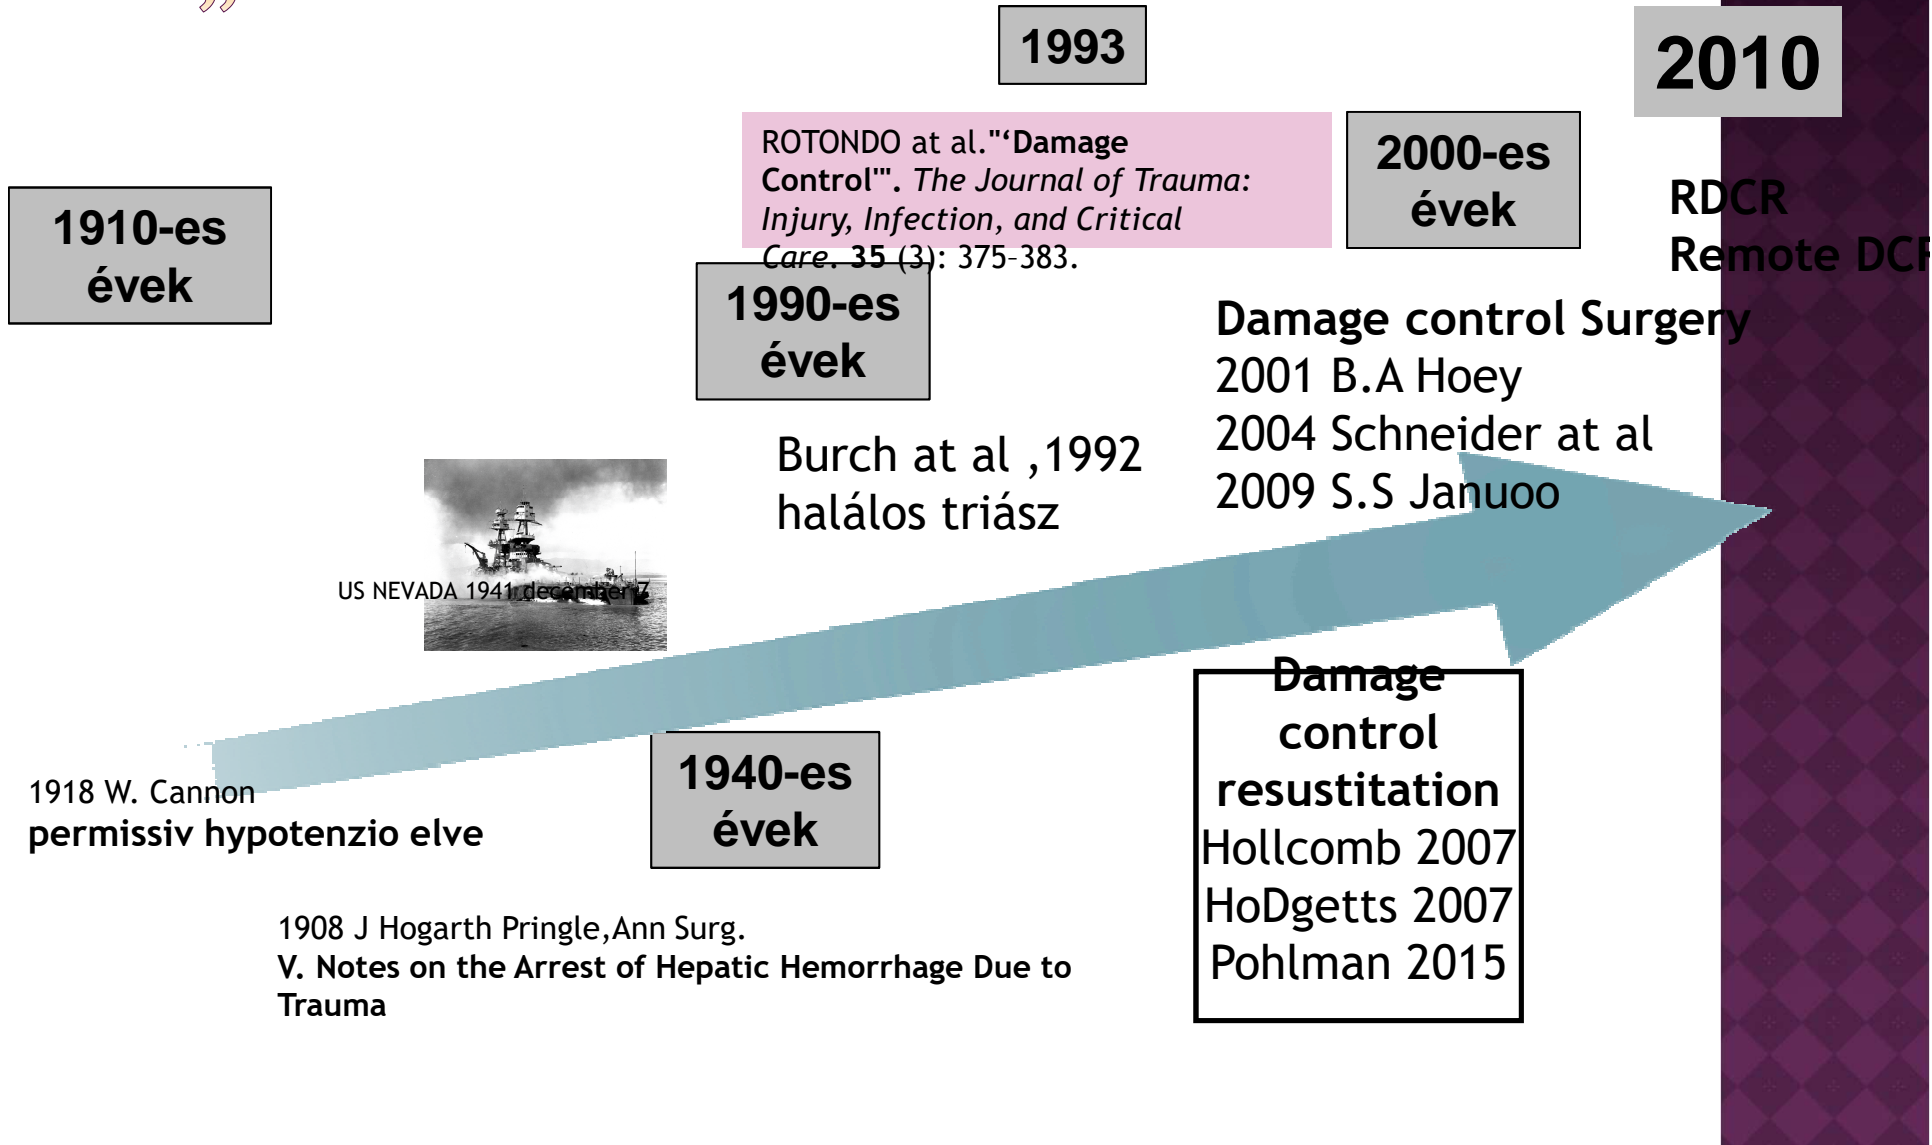 ”
1993
2010
ROTONDO at al."‘Damage
Control'". The Journal of Trauma:
Injury, Infection, and Critical
Care. 35 (3): 375–383.
2000-es
évek
RDCR
Remote DCR
1910-es
évek
1990-es
évek
Damage control Surgery
2001 B.A Hoey
2004 Schneider at al
2009 S.S Januoo
Burch at al ,1992
halálos triász
US NEVADA 1941 december 7
Damage
control
resustitation
Hollcomb 2007
HoDgetts 2007
Pohlman 2015
1940-es
évek
1918 W. Cannon
permissiv hypotenzio elve
1908 J Hogarth Pringle,Ann Surg.
V. Notes on the Arrest of Hepatic Hemorrhage Due to
Trauma